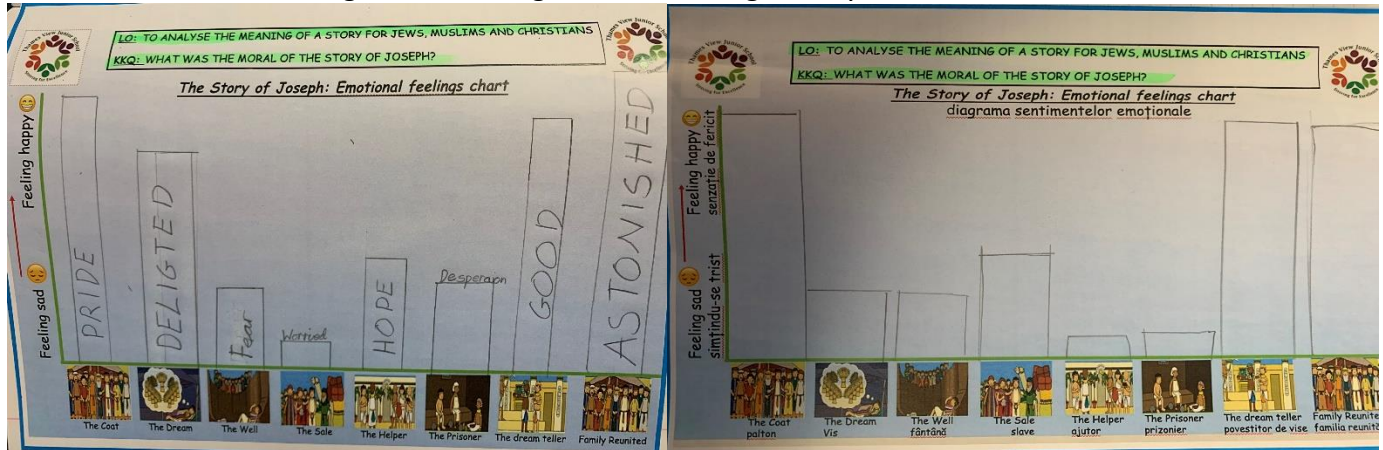 LO: TO ANALYSE THE MEANING OF A STORY FOR JEWS, MUSLIMS AND CHRISTIANS
KKQ: WHAT WAS THE MORAL OF THE STORY OF JOSEPH?
The Story of Joseph: Emotional feelings chart
Feeling happy
Feeling sad
PRIDE
DELIGTED
Fear
Worried
HOPE
GOOD
ASTONISHED
The Coat
The Dream
The Well
The Sale
The Helper
The Prisoner
The dream teller
Family Reunited
Thames View Junior School
LO: TO ANALYSE THE MEANING OF A STORY FOR JEWS, MUSLIMS AND CHRISTIANS
KKQ: WHAT WAS THE MORAL OF THE STORY OF JOSEPH?
The Story of Joseph: Emotional feelings chart
diagrama sentimentelor emoționale
Feeling happy
senzație de fericit
Feeling sad
simțindu-se trist
The Coat
palton
The Dream
Vis
The Well
fântână
The Sale
slave
The Helper
ajutor
The Prisoner
prizonier
The dream teller
povestitor de vise
Family Reunite
familia reunită